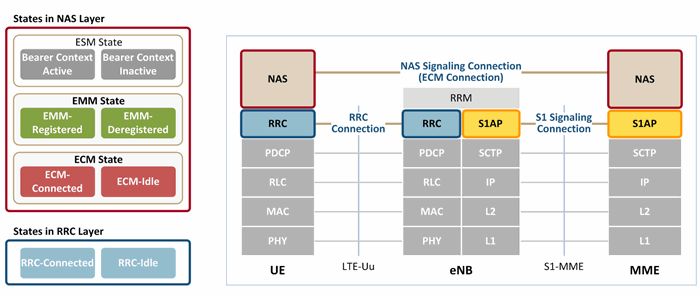 States in NAS Layer
ESM State
Bearer Context Active
Bearer Context Inactive
EMM State
EMM-Registered
EMM-Deregistered
ECM State
ECM-Connected
ECM-Idle
States in RRC Layer
RRC-Connected
RRC-Idle
NAS
NAS Signaling Connection
(ECM Connection)
NAS
RRM
RRC
RRC Connection
RRC
S1AP
S1 Signaling Connection
S1AP
PDCP
PDCP
SCTP
SCTP
RLC
RLC
IP
IP
MAC
MAC
L2
L2
PHY
PHY
L1
L1
UE
LTE-Uu
eNB
S1-MME
MME